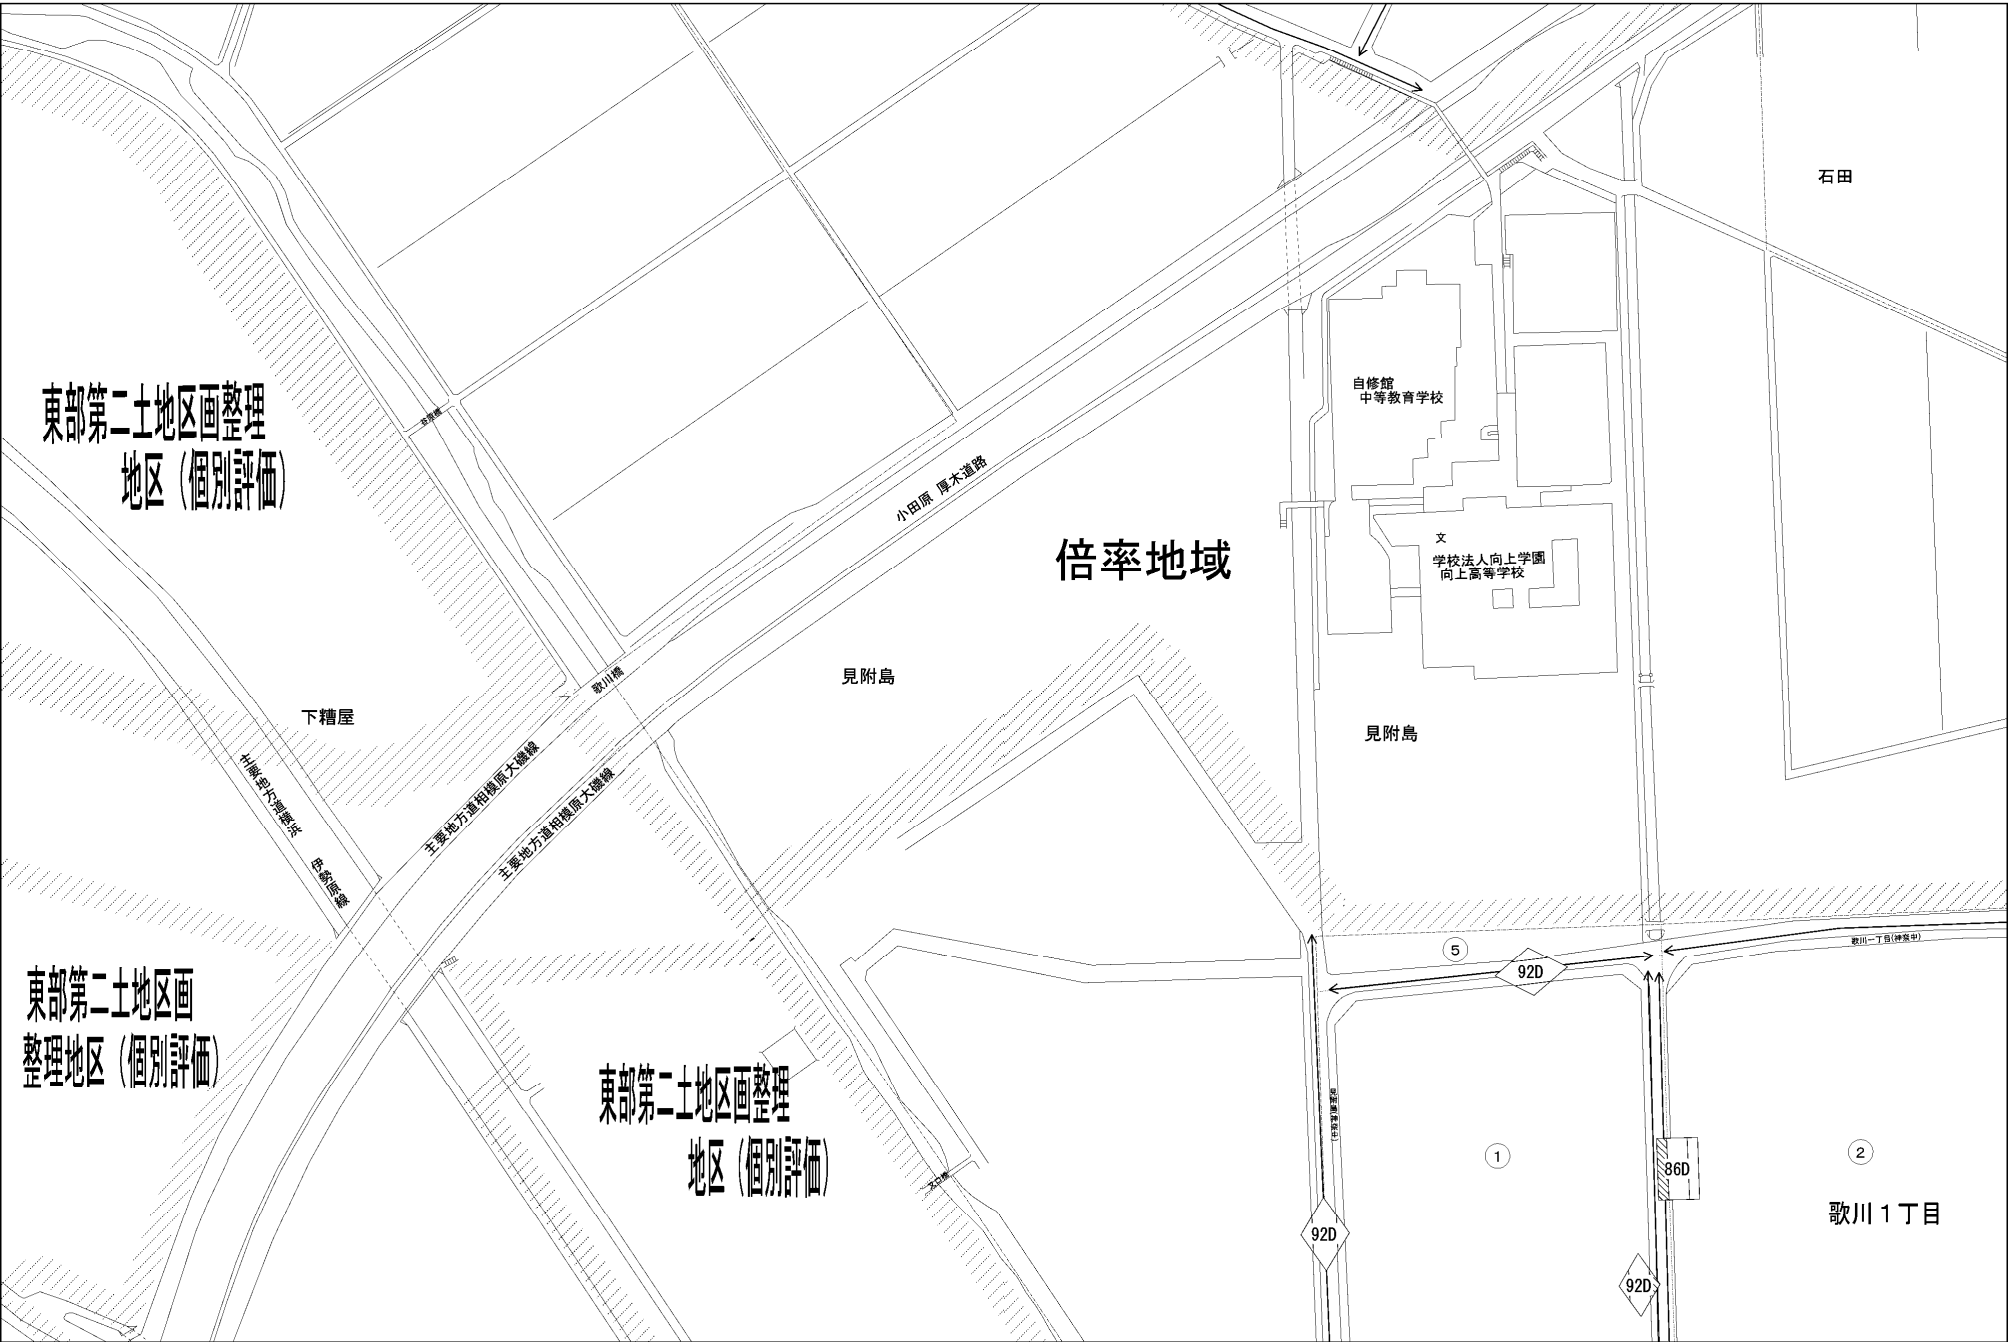 石田
自修館
中等教育学校
東部第二土地区画整理
地区（個別評価）
谷原橋
小田原 厚木道路
倍率地域
文
学校法人向上学園
向上高等学校
歌川橋
見附島
下糟屋
見附島
主要地方道横浜 伊勢原線
主要地方道相模原大磯線
主要地方道相模原大磯線
歌川一丁目(神奈中)
⑤
92D
東部第二土地区画
整理地区（個別評価）
東部第二土地区画整理
地区（個別評価）
①
②
86D
歌川１丁目
92D
92D